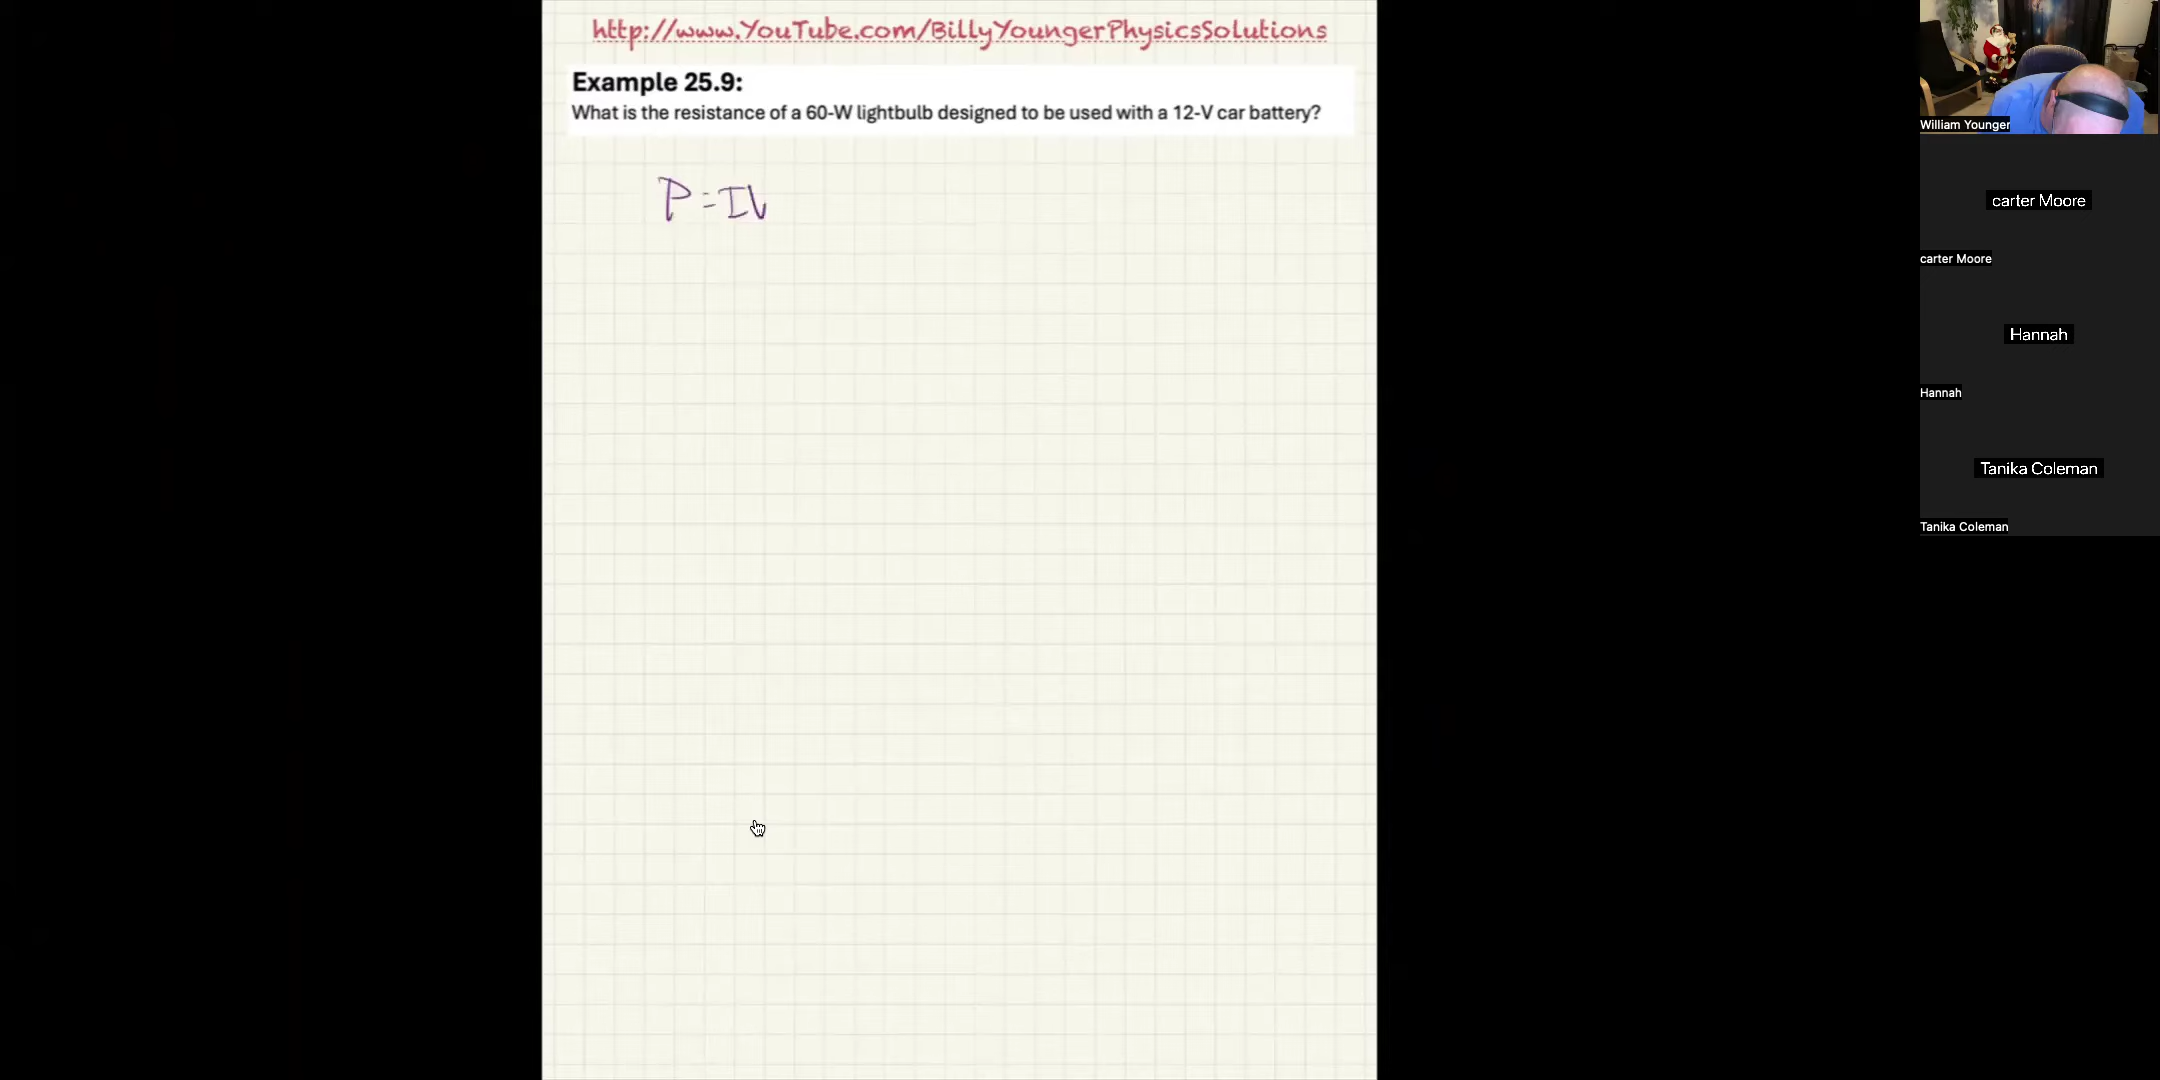 http://www.YouTube.com/BillyYoungerPhysicsSolutions
Example 25.9:
What is the resistance of a 60-W lightbulb designed to be used with a 12-V car battery?
P = IV
William Younger
carter Moore
carter Moore
Hannah
Hannah
Tanika Coleman
Tanika Coleman